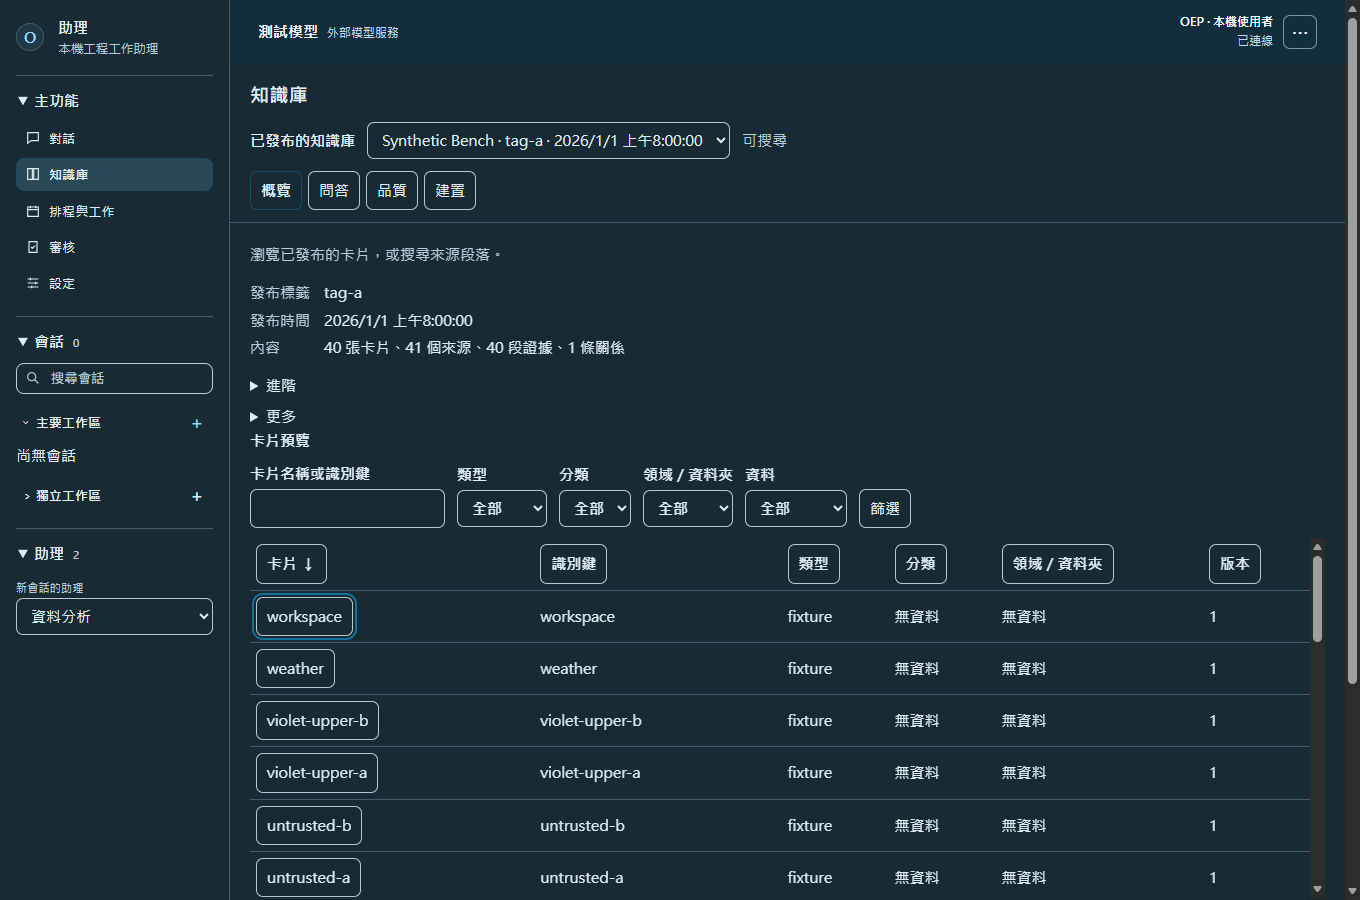 O
助理
本機工程工作助理
▼ 主功能
對話
知識庫
排程與工作
審核
設定
▼ 會話 0
搜尋會話
主要工作區 +
尚無會話
獨立工作區 +
▼ 助理 2
新會話的助理
資料分析
測試模型 外部模型服務
OEP · 本機使用者
已連線
...
知識庫
已發布的知識庫 Synthetic Bench · tag-a · 2026/1/1 上午8:00:00 可搜尋
概覽 問答 品質 建置
瀏覽已發布的卡片，或搜尋來源段落。
發布標籤 tag-a
發布時間 2026/1/1 上午8:00:00
內容 40 張卡片、41 個來源、40 段證據、1 條關係
▶ 進階
▶ 更多
卡片預覽
卡片名稱或識別鍵 類型 分類 領域 / 資料夾 資料
全部 全部 全部 全部 篩選
卡片 ↓ 識別鍵 類型 分類 領域 / 資料夾 版本
workspace workspace fixture 無資料 無資料 1
weather weather fixture 無資料 無資料 1
violet-upper-b violet-upper-b fixture 無資料 無資料 1
violet-upper-a violet-upper-a fixture 無資料 無資料 1
untrusted-b untrusted-b fixture 無資料 無資料 1
untrusted-a untrusted-a fixture 無資料 無資料 1